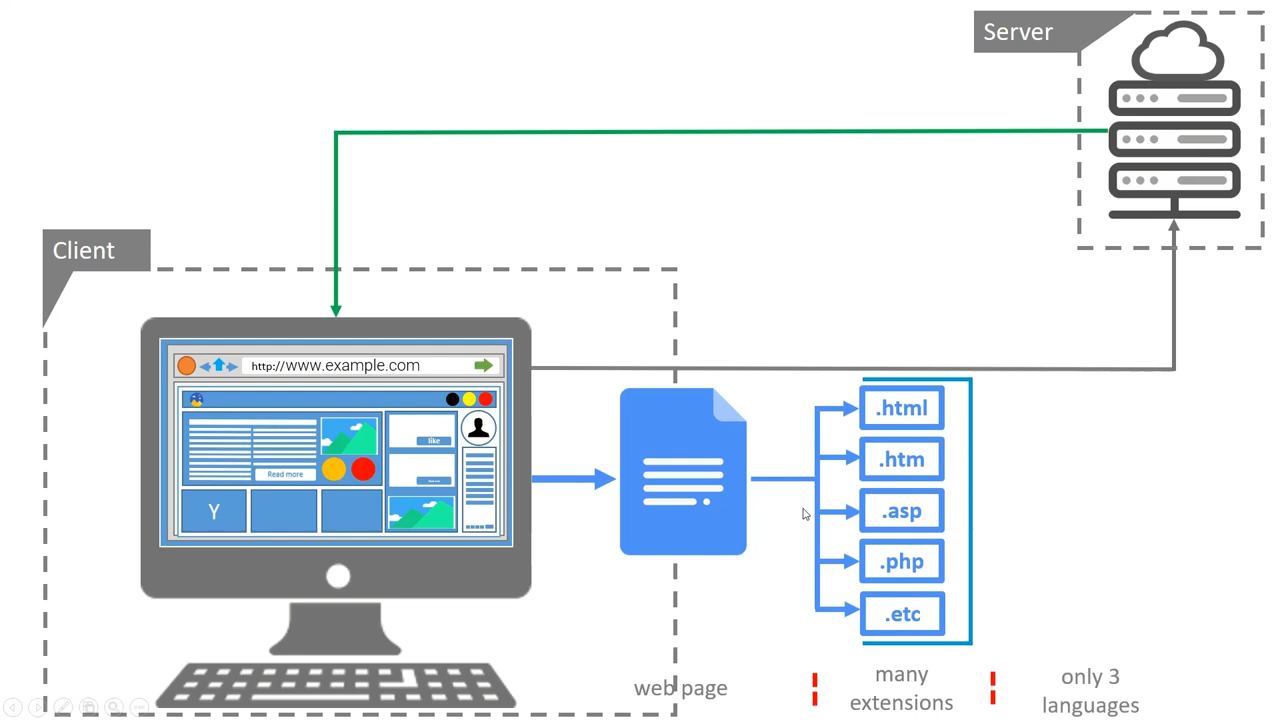 Server
Client
http://www.example.com
like
Read more
Y
.html
.htm
.asp
.php
.etc
web page
many
extensions
only 3
languages